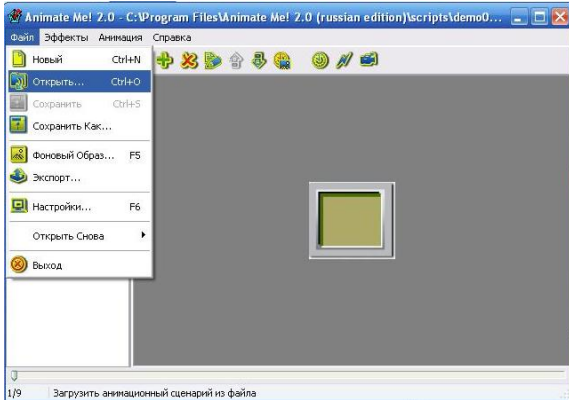 Animate Me! 2.0 - C:\Program Files\Animate Me! 2.0 (russian edition)\scripts\demo0...
Файл Эффекты Анимация Справка
Новый Ctrl+N
Открыть... Ctrl+O
Сохранить Ctrl+S
Сохранить Как...
Фоновый Образ... F5
Экспорт...
Настройки... F6
Открыть Снова
Выход
1/9 Загрузить анимационный сценарий из файла